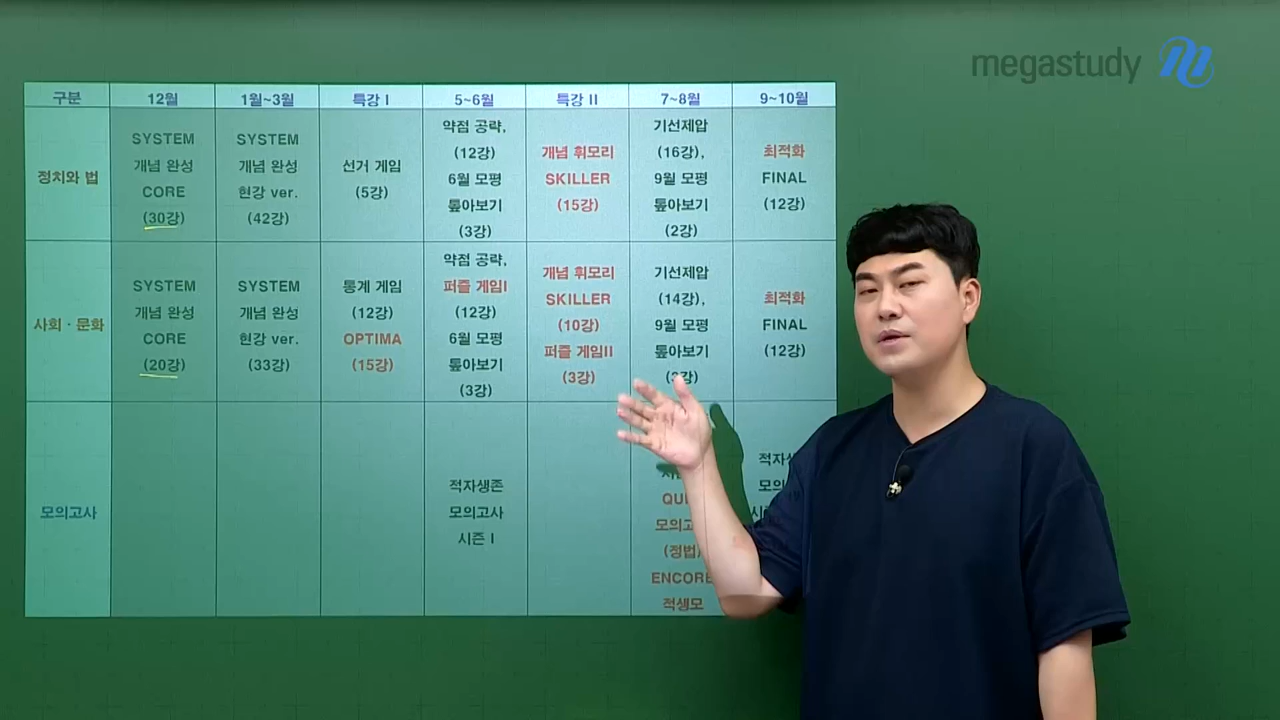 megastudy
구분 12월 1월~3월 특강 I 5~6월 특강 II 7~8월 9~10월
정치와 법
SYSTEM
개념 완성
CORE
(30강)
SYSTEM
개념 완성
현강 ver.
(42강)
선거 게임
(5강)
약점 공략,
(12강)
6월 모평
톺아보기
(3강)
개념 휘모리
SKILLER
(15강)
기선제압
(16강),
9월 모평
톺아보기
(2강)
최적화
FINAL
(12강)
사회·문화
SYSTEM
개념 완성
CORE
(20강)
SYSTEM
개념 완성
현강 ver.
(33강)
통계 게임
(12강)
OPTIMA
(15강)
약점 공략,
퍼즐 게임I
(12강)
6월 모평
톺아보기
(3강)
개념 휘모리
SKILLER
(10강)
퍼즐 게임II
(3강)
기선제압
(14강),
9월 모평
톺아보기
최적화
FINAL
(12강)
모의고사
적자생존
모의고사
시즌 I
(정법)
ENCORE
적생모